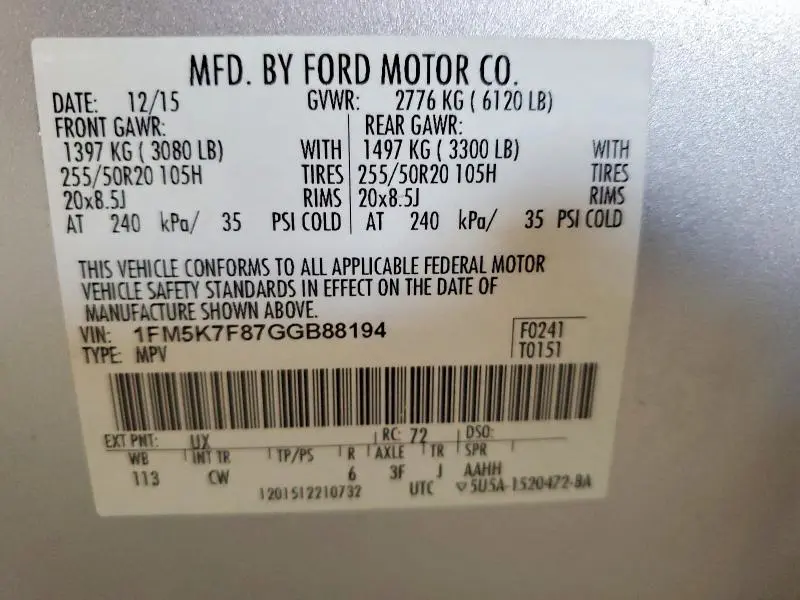 MFD. BY FORD MOTOR CO.
DATE: 12/15 GVWR: 2776 KG ( 6120 LB)
FRONT GAWR: REAR GAWR:
1397 KG ( 3080 LB) WITH 1497 KG ( 3300 LB) WITH
255/50R20 105H TIRES 255/50R20 105H TIRES
20x8.5J RIMS 20x8.5J RIMS
AT 240 kPa/ 35 PSI COLD AT 240 kPa/ 35 PSI COLD
THIS VEHICLE CONFORMS TO ALL APPLICABLE FEDERAL MOTOR
VEHICLE SAFETY STANDARDS IN EFFECT ON THE DATE OF
MANUFACTURE SHOWN ABOVE.
VIN: 1FM5K7F87GGB88194 F0241
TYPE: MPV T0151
EXT PNT: UX RC: 72 DSO:
WB INT TR TP/PS R AXLE TR SPR
113 CW 6 3F J AAHH
1201512210732 UTC ▽5U5A-1520472-BA